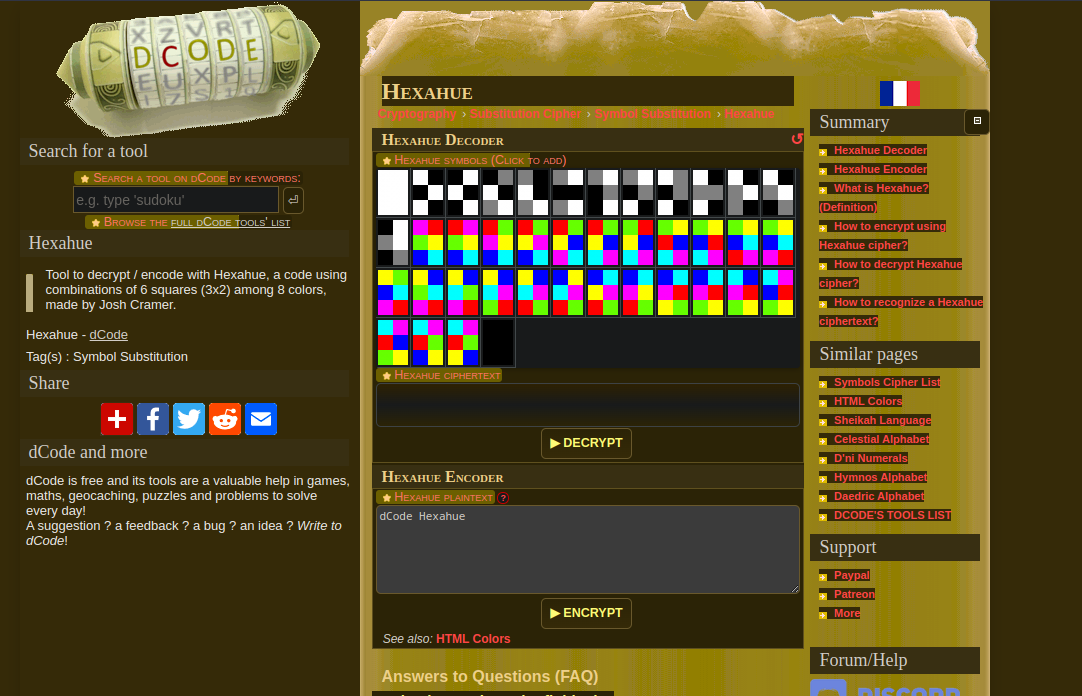 X Z V R T
DCODE
E U X P L
Search for a tool
Search a tool on dCode by keywords:
e.g. type 'sudoku'
Browse the full dCode tools' list
Hexahue
Tool to decrypt / encode with Hexahue, a code using
combinations of 6 squares (3x2) among 8 colors,
made by Josh Cramer.
Hexahue - dCode
Tag(s) : Symbol Substitution
Share
dCode and more
dCode is free and its tools are a valuable help in games,
maths, geocaching, puzzles and problems to solve
every day!
A suggestion ? a feedback ? a bug ? an idea ? Write to
dCode!
Hexahue
Cryptography › Substitution Cipher › Symbol Substitution › Hexahue
Hexahue Decoder
Hexahue symbols (Click to add)
Hexahue ciphertext
▶ DECRYPT
Hexahue Encoder
Hexahue plaintext ?
dCode Hexahue
▶ ENCRYPT
See also: HTML Colors
Answers to Questions (FAQ)
Summary
Hexahue Decoder
Hexahue Encoder
What is Hexahue?
(Definition)
How to encrypt using
Hexahue cipher?
How to decrypt Hexahue
cipher?
How to recognize a Hexahue
ciphertext?
Similar pages
Symbols Cipher List
HTML Colors
Sheikah Language
Celestial Alphabet
D'ni Numerals
Hymnos Alphabet
Daedric Alphabet
DCODE'S TOOLS LIST
Support
Paypal
Patreon
More
Forum/Help
DISCORD